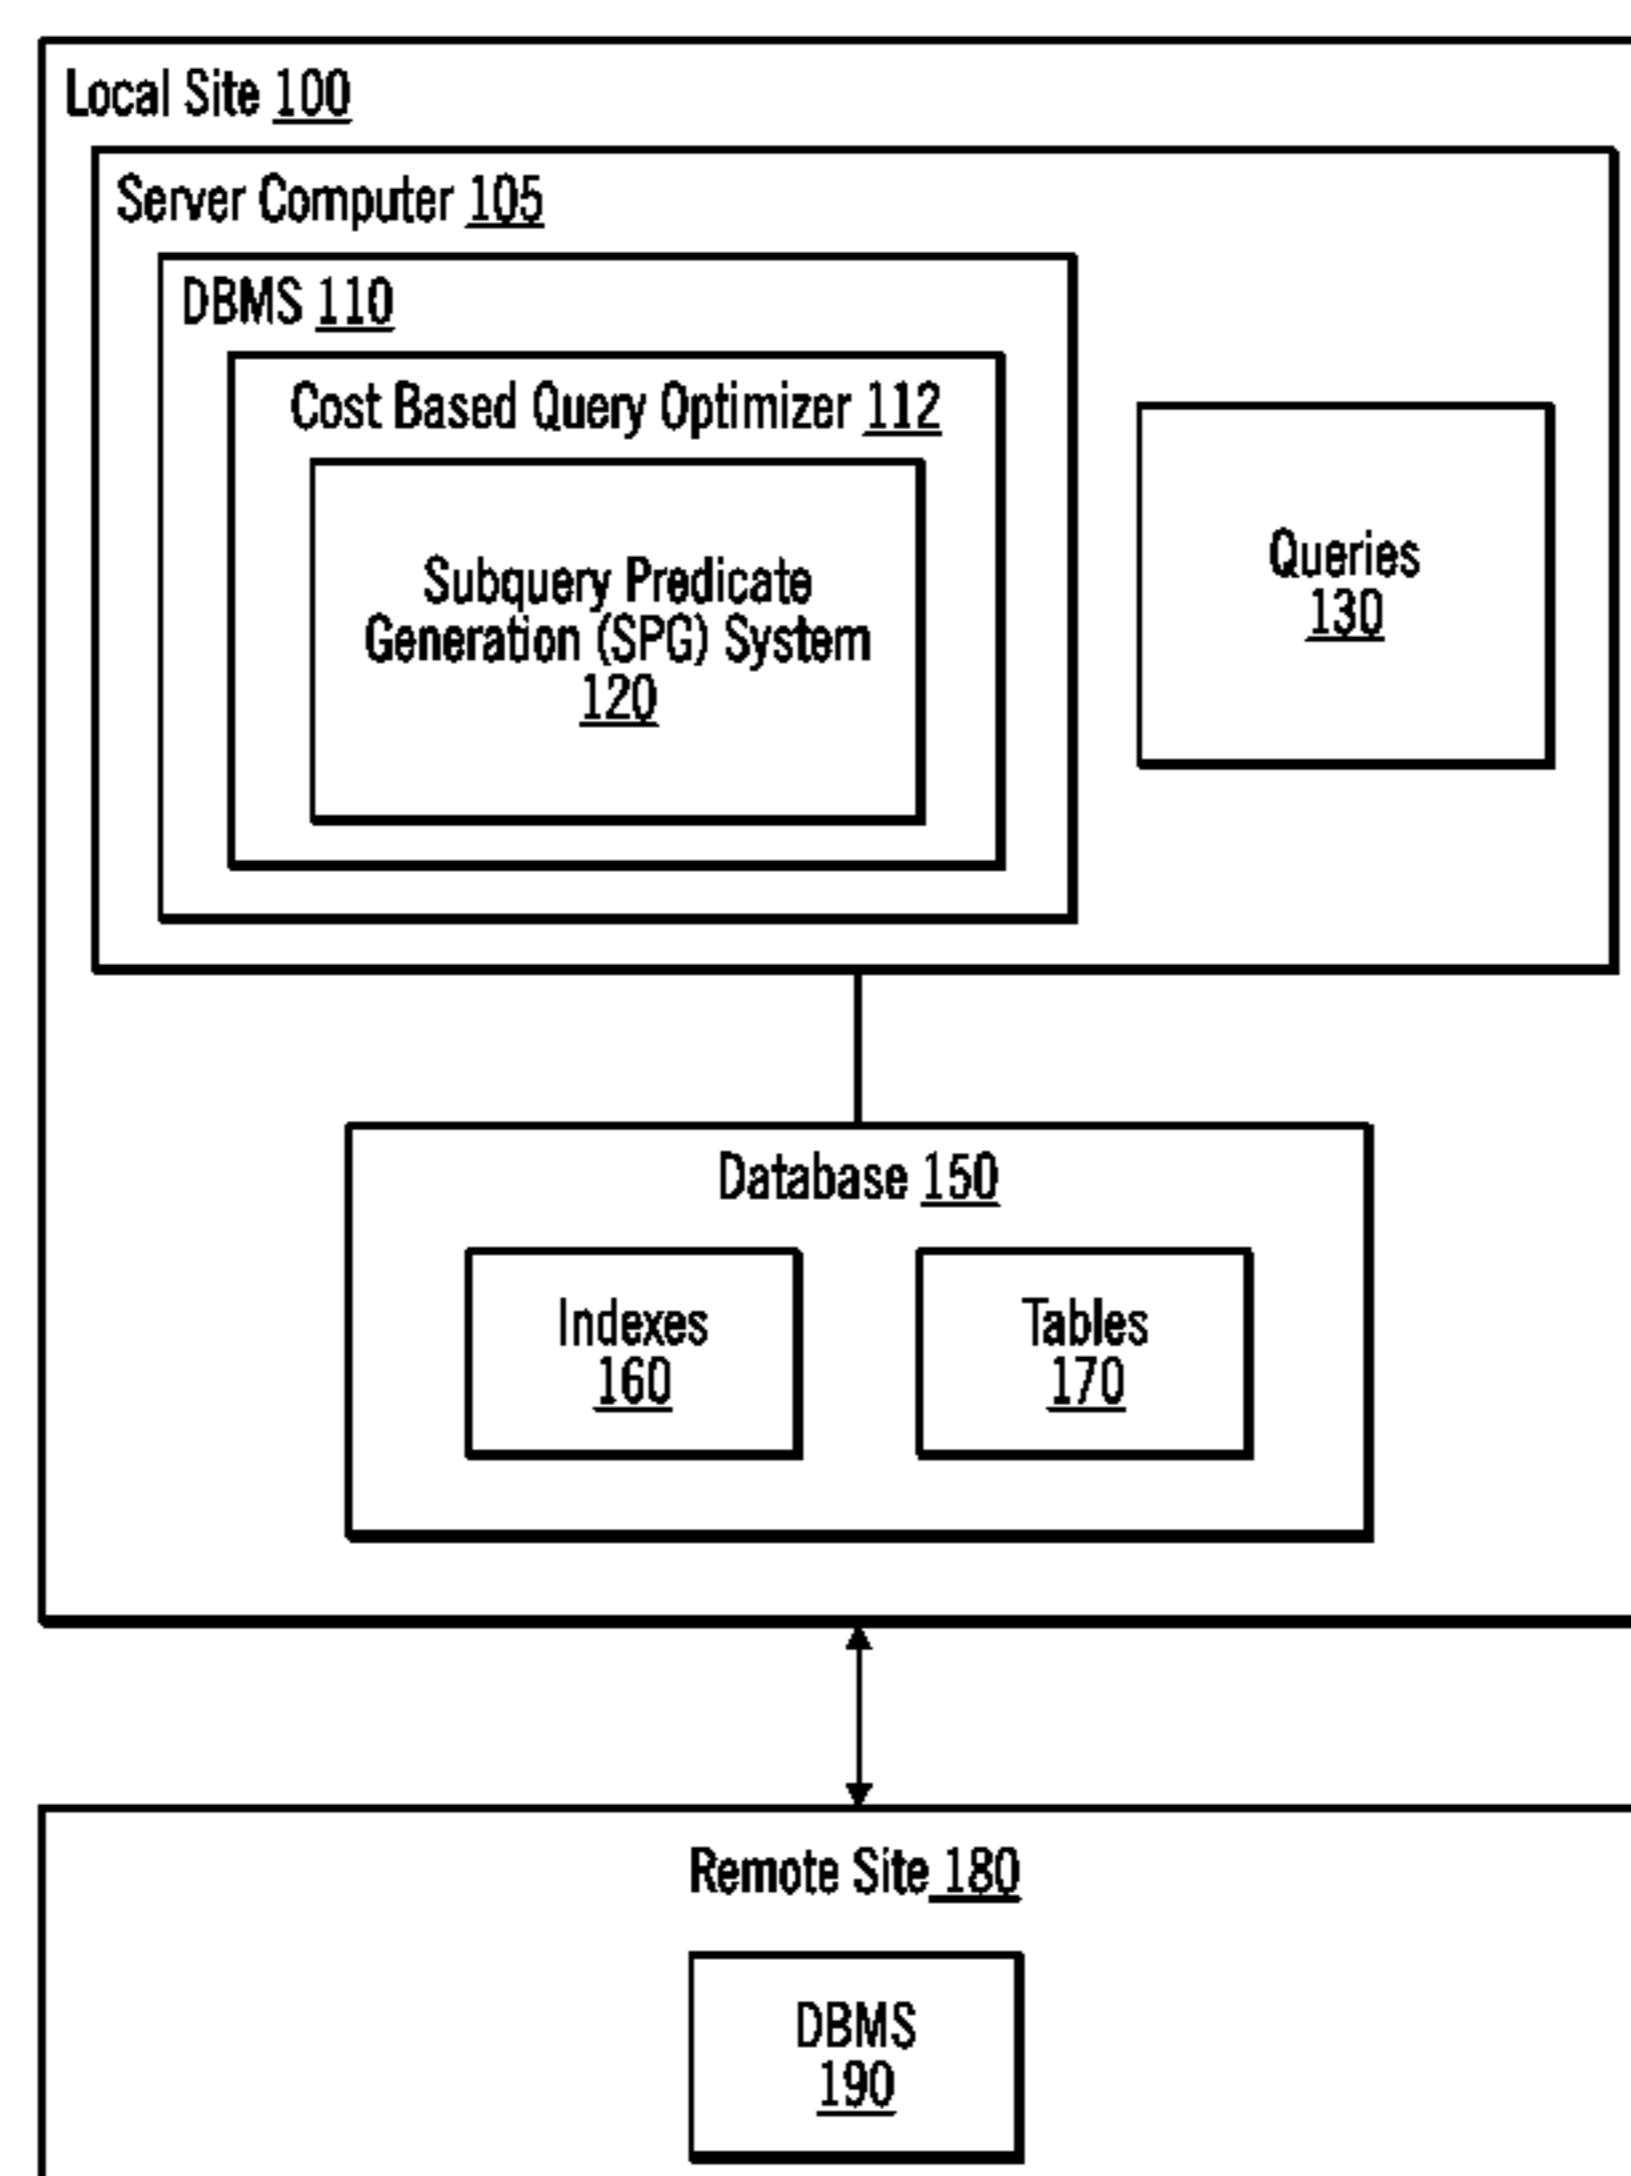 Local Site 100
Server Computer 105
DBMS 110
Cost Based Query Optimizer 112
Subquery Predicate
Generation (SPG) System
120
Queries
130
Database 150
Indexes
160
Tables
170
Remote Site 180
DBMS
190